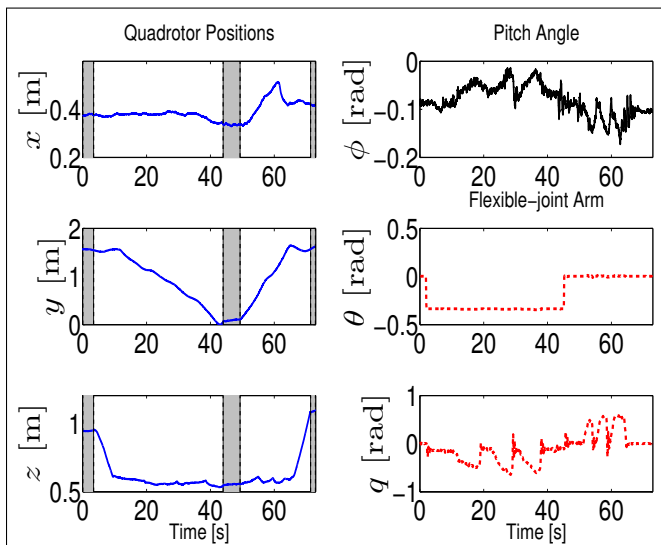 Quadrotor Positions
Pitch Angle
x [m]
0.4
0.2
0 20 40 60
ϕ [rad]
0
−0.1
−0.2
0 20 40 60
Flexible−joint Arm
y [m]
2
1
0
0 20 40 60
θ [rad]
0.5
0
−0.5
0 20 40 60
z [m]
1
0.5
0 20 40 60
Time [s]
q [rad]
1
0
−1
0 20 40 60
Time [s]